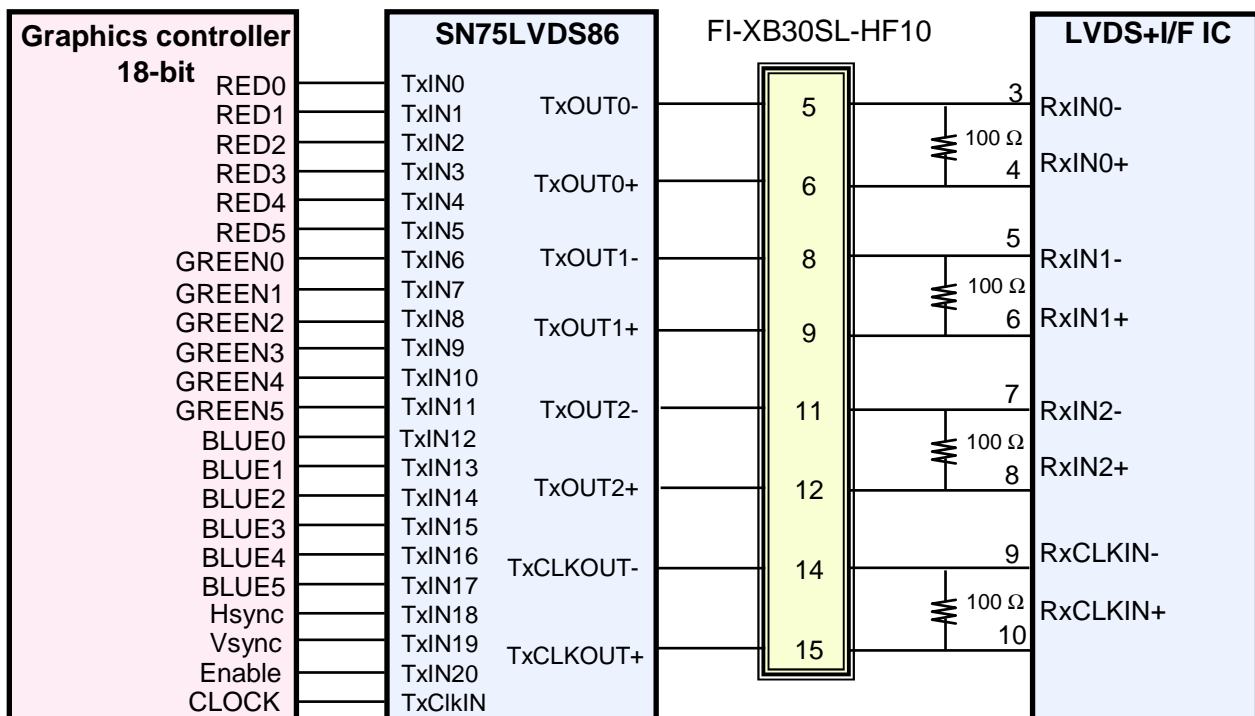 Graphics controller
18-bit
RED0
RED1
RED2
RED3
RED4
RED5
GREEN0
GREEN1
GREEN2
GREEN3
GREEN4
GREEN5
BLUE0
BLUE1
BLUE2
BLUE3
BLUE4
BLUE5
Hsync
Vsync
Enable
CLOCK
SN75LVDS86
TxIN0
TxIN1
TxIN2
TxIN3
TxIN4
TxIN5
TxIN6
TxIN7
TxIN8
TxIN9
TxIN10
TxIN11
TxIN12
TxIN13
TxIN14
TxIN15
TxIN16
TxIN17
TxIN18
TxIN19
TxIN20
TxClkIN
TxOUT0-
TxOUT0+
TxOUT1-
TxOUT1+
TxOUT2-
TxOUT2+
TxCLKOUT-
TxCLKOUT+
FI-XB30SL-HF10
5
6
8
9
11
12
14
15
3
100 Ω
4
5
100 Ω
6
7
100 Ω
8
9
100 Ω
10
LVDS+I/F IC
RxIN0-
RxIN0+
RxIN1-
RxIN1+
RxIN2-
RxIN2+
RxCLKIN-
RxCLKIN+